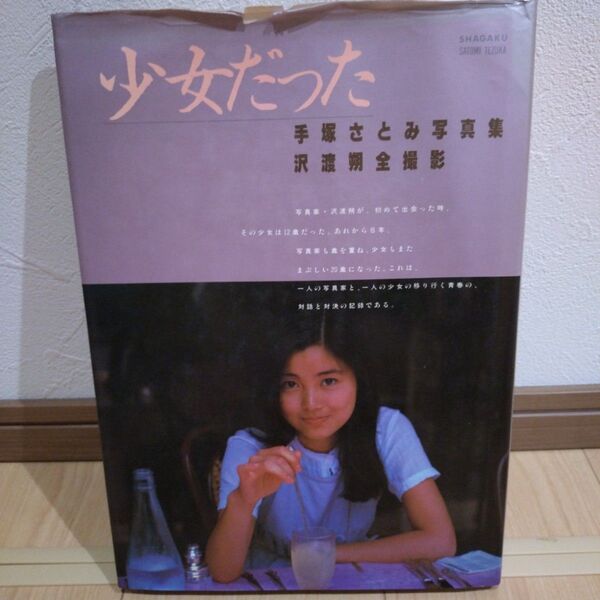 SHAGAKU
SATOMI TEZUKA
少女だった
手塚さとみ写真集
沢渡朔全撮影
写真家・沢渡朔が、初めて出会った時、
その少女は12歳だった。あれから8年、
写真家も歳を重ね、少女もまた
まぶしい20歳になった。これは、
一人の写真家と、一人の少女の移り行く青春の、
対話と対決の記録である。